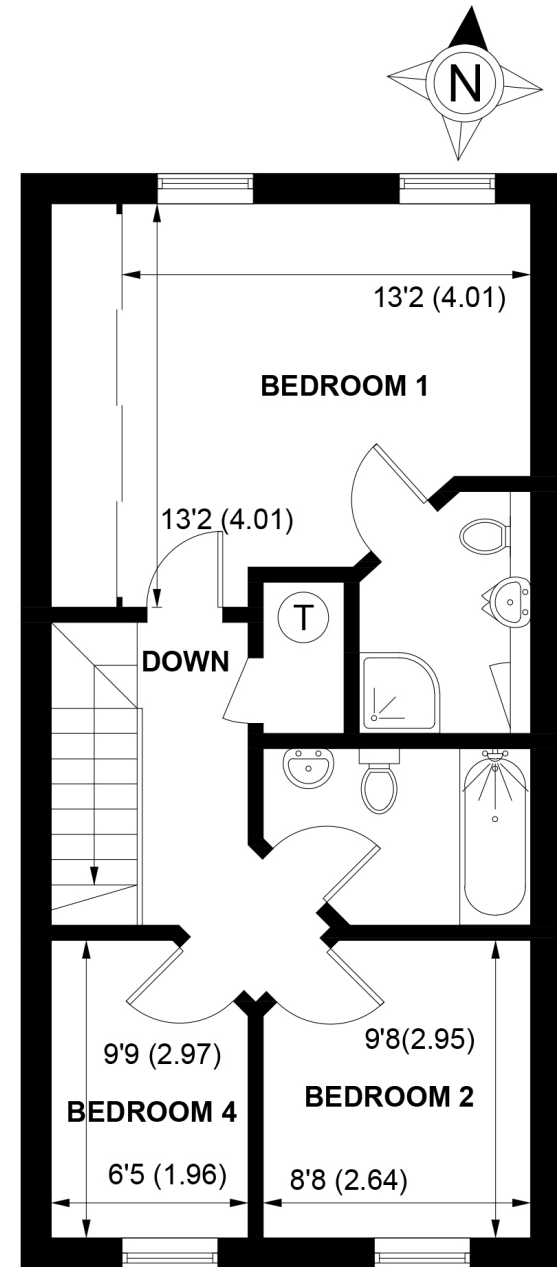 N
13'2 (4.01)
BEDROOM 1
13'2 (4.01)
T
DOWN
9'8(2.95)
9'9 (2.97)
BEDROOM 2
BEDROOM 4
6'5 (1.96)
8'8 (2.64)